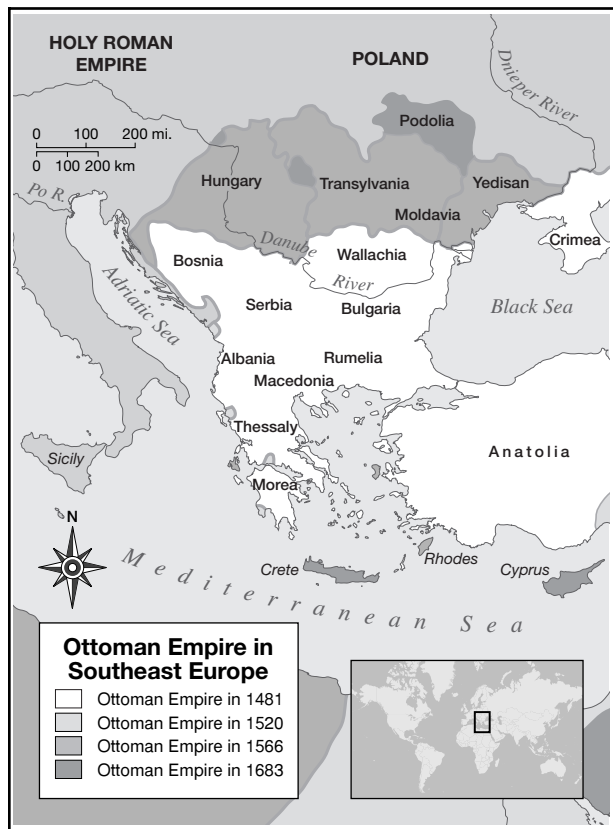 HOLY ROMAN
EMPIRE
POLAND
Dnieper River
0 100 200 mi.
0 100 200 km
Podolia
Hungary
Transylvania
Yedisan
Po R.
Moldavia
Crimea
Danube
River
Bosnia
Wallachia
Adriatic Sea
Serbia
Bulgaria
Black Sea
Albania
Rumelia
Macedonia
Thessaly
Anatolia
Sicily
Morea
N
Rhodes
Crete
Cyprus
Mediterranean Sea
Ottoman Empire in
Southeast Europe
Ottoman Empire in 1481
Ottoman Empire in 1520
Ottoman Empire in 1566
Ottoman Empire in 1683